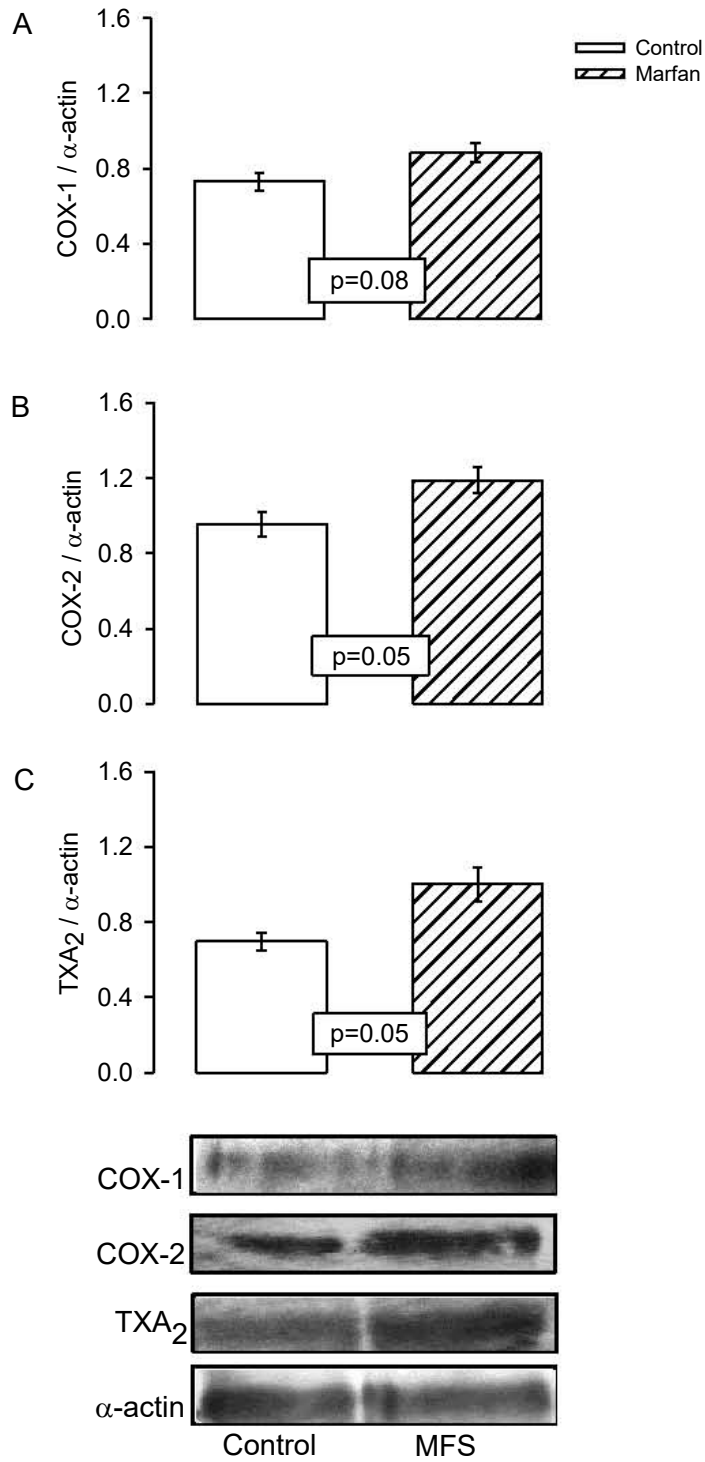 A
1.6
1.2
0.8
0.4
0.0
COX-1 / α-actin
p=0.08
Control
Marfan
B
1.6
1.2
0.8
0.4
0.0
COX-2 / α-actin
p=0.05
C
1.6
1.2
0.8
0.4
0.0
TXA₂ / α-actin
p=0.05
COX-1
COX-2
TXA₂
α-actin
Control MFS